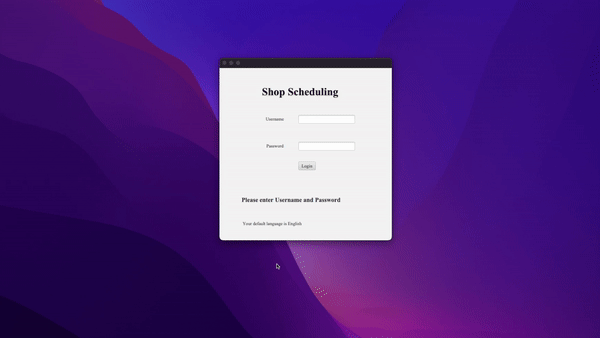 Shop Scheduling
Username
Password
Login
Please enter Username and Password
Your default language is English